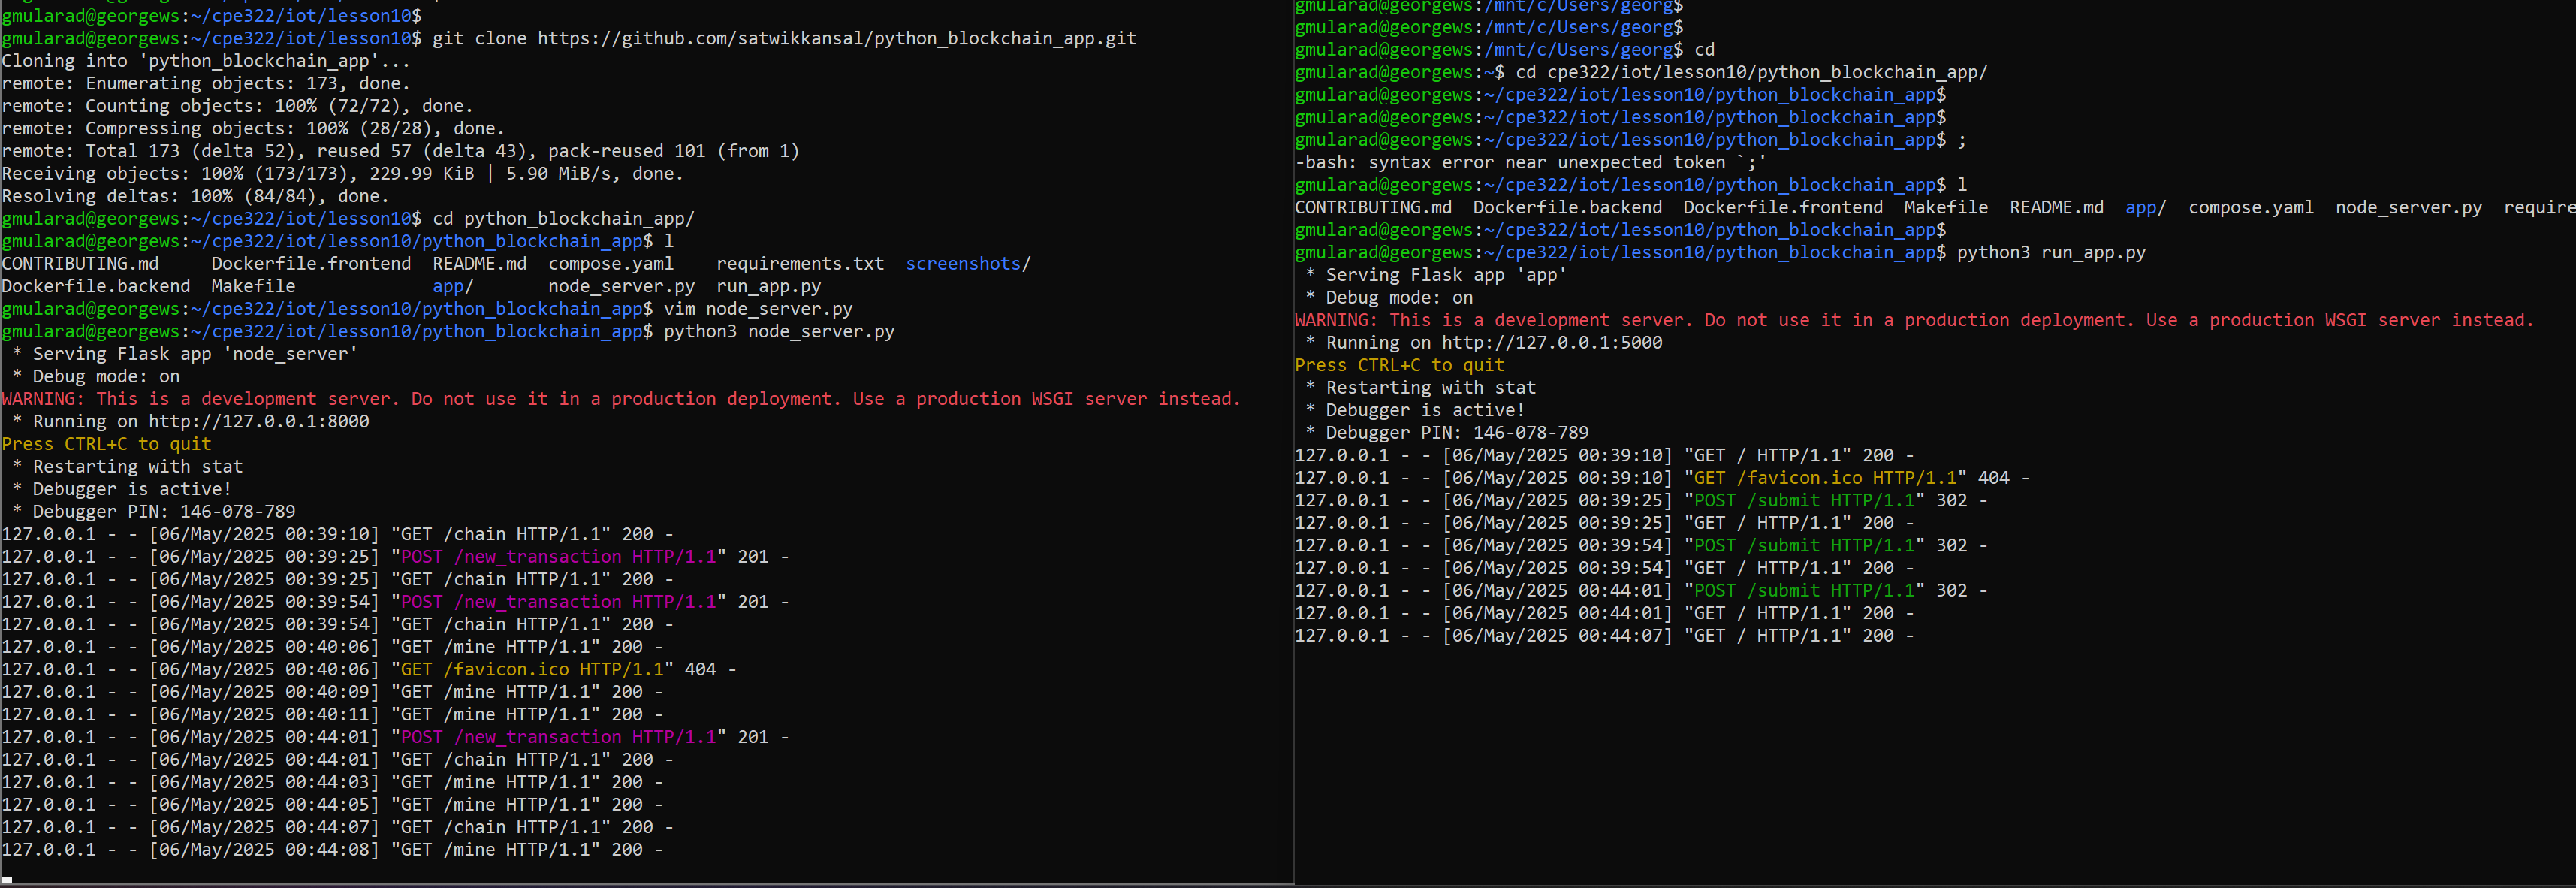 gmularad@georgews:~/cpe322/iot/lesson10$
gmularad@georgews:~/cpe322/iot/lesson10$ git clone https://github.com/satwikkansal/python_blockchain_app.git
Cloning into 'python_blockchain_app'...
remote: Enumerating objects: 173, done.
remote: Counting objects: 100% (72/72), done.
remote: Compressing objects: 100% (28/28), done.
remote: Total 173 (delta 52), reused 57 (delta 43), pack-reused 101 (from 1)
Receiving objects: 100% (173/173), 229.99 KiB | 5.90 MiB/s, done.
Resolving deltas: 100% (84/84), done.
gmularad@georgews:~/cpe322/iot/lesson10$ cd python_blockchain_app/
gmularad@georgews:~/cpe322/iot/lesson10/python_blockchain_app$ l
CONTRIBUTING.md     Dockerfile.frontend  README.md  compose.yaml    requirements.txt  screenshots/
Dockerfile.backend  Makefile             app/       node_server.py  run_app.py
gmularad@georgews:~/cpe322/iot/lesson10/python_blockchain_app$ vim node_server.py
gmularad@georgews:~/cpe322/iot/lesson10/python_blockchain_app$ python3 node_server.py
 * Serving Flask app 'node_server'
 * Debug mode: on
WARNING: This is a development server. Do not use it in a production deployment. Use a production WSGI server instead.
 * Running on http://127.0.0.1:8000
Press CTRL+C to quit
 * Restarting with stat
 * Debugger is active!
 * Debugger PIN: 146-078-789
127.0.0.1 - - [06/May/2025 00:39:10] "GET /chain HTTP/1.1" 200 -
127.0.0.1 - - [06/May/2025 00:39:25] "POST /new_transaction HTTP/1.1" 201 -
127.0.0.1 - - [06/May/2025 00:39:25] "GET /chain HTTP/1.1" 200 -
127.0.0.1 - - [06/May/2025 00:39:54] "POST /new_transaction HTTP/1.1" 201 -
127.0.0.1 - - [06/May/2025 00:39:54] "GET /chain HTTP/1.1" 200 -
127.0.0.1 - - [06/May/2025 00:40:06] "GET /mine HTTP/1.1" 200 -
127.0.0.1 - - [06/May/2025 00:40:06] "GET /favicon.ico HTTP/1.1" 404 -
127.0.0.1 - - [06/May/2025 00:40:09] "GET /mine HTTP/1.1" 200 -
127.0.0.1 - - [06/May/2025 00:40:11] "GET /mine HTTP/1.1" 200 -
127.0.0.1 - - [06/May/2025 00:44:01] "POST /new_transaction HTTP/1.1" 201 -
127.0.0.1 - - [06/May/2025 00:44:01] "GET /chain HTTP/1.1" 200 -
127.0.0.1 - - [06/May/2025 00:44:03] "GET /mine HTTP/1.1" 200 -
127.0.0.1 - - [06/May/2025 00:44:05] "GET /mine HTTP/1.1" 200 -
127.0.0.1 - - [06/May/2025 00:44:07] "GET /chain HTTP/1.1" 200 -
127.0.0.1 - - [06/May/2025 00:44:08] "GET /mine HTTP/1.1" 200 -
gmularad@georgews:/mnt/c/Users/georg$
gmularad@georgews:/mnt/c/Users/georg$
gmularad@georgews:/mnt/c/Users/georg$ cd
gmularad@georgews:~$ cd cpe322/iot/lesson10/python_blockchain_app/
gmularad@georgews:~/cpe322/iot/lesson10/python_blockchain_app$
gmularad@georgews:~/cpe322/iot/lesson10/python_blockchain_app$
gmularad@georgews:~/cpe322/iot/lesson10/python_blockchain_app$ ;
-bash: syntax error near unexpected token `;'
gmularad@georgews:~/cpe322/iot/lesson10/python_blockchain_app$ l
CONTRIBUTING.md  Dockerfile.backend  Dockerfile.frontend  Makefile  README.md  app/  compose.yaml  node_server.py  require
gmularad@georgews:~/cpe322/iot/lesson10/python_blockchain_app$
gmularad@georgews:~/cpe322/iot/lesson10/python_blockchain_app$ python3 run_app.py
 * Serving Flask app 'app'
 * Debug mode: on
WARNING: This is a development server. Do not use it in a production deployment. Use a production WSGI server instead.
 * Running on http://127.0.0.1:5000
Press CTRL+C to quit
 * Restarting with stat
 * Debugger is active!
 * Debugger PIN: 146-078-789
127.0.0.1 - - [06/May/2025 00:39:10] "GET / HTTP/1.1" 200 -
127.0.0.1 - - [06/May/2025 00:39:10] "GET /favicon.ico HTTP/1.1" 404 -
127.0.0.1 - - [06/May/2025 00:39:25] "POST /submit HTTP/1.1" 302 -
127.0.0.1 - - [06/May/2025 00:39:25] "GET / HTTP/1.1" 200 -
127.0.0.1 - - [06/May/2025 00:39:54] "POST /submit HTTP/1.1" 302 -
127.0.0.1 - - [06/May/2025 00:39:54] "GET / HTTP/1.1" 200 -
127.0.0.1 - - [06/May/2025 00:44:01] "POST /submit HTTP/1.1" 302 -
127.0.0.1 - - [06/May/2025 00:44:01] "GET / HTTP/1.1" 200 -
127.0.0.1 - - [06/May/2025 00:44:07] "GET / HTTP/1.1" 200 -